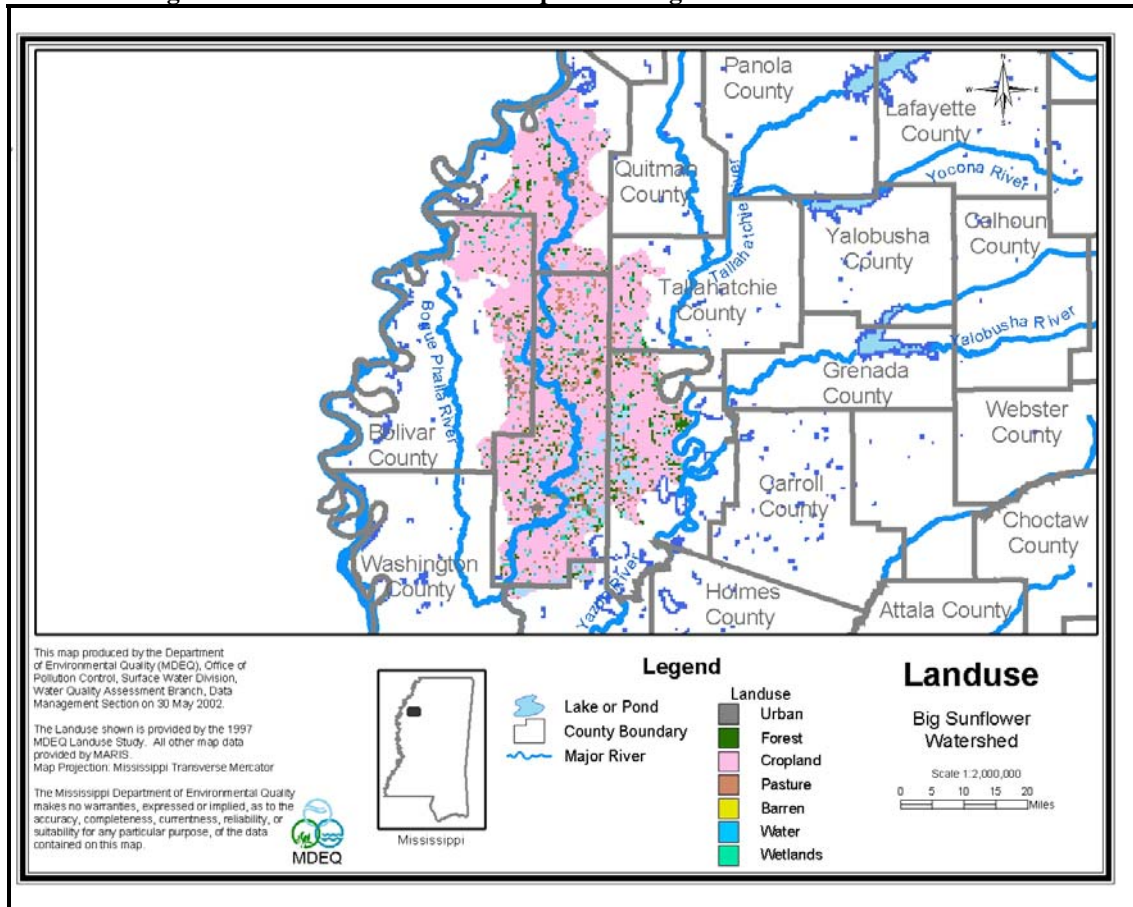 Panola
County
Lafayette
County
N
W
E
S
Quitman
County
Yocona River
Tallahatchie River
Calhoun
County
Yalobusha
County
Tallahatchie
County
Bogue Phalia River
Yalobusha River
Grenada
County
Webster
County
Bolivar
County
Carroll
County
Choctaw
County
Washington
County
Yazoo River
Holmes
County
Attala County
This map produced by the Department
of Environmental Quality (MDEQ), Office of
Pollution Control, Surface Water Division,
Water Quality Assessment Branch, Data
Management Section on 30 May 2002.
The Landuse shown is provided by the 1997
MDEQ Landuse Study. All other map data
provided by MARIS.
Map Projection: Mississippi Transverse Mercator
The Mississippi Department of Environmental Quality
makes no warranties, expressed or implied, as to the
accuracy, completeness, currentness, reliability, or
suitability for any particular purpose, of the data
contained on this map.
MDEQ
Mississippi
Legend
Lake or Pond
County Boundary
Major River
Landuse
Urban
Forest
Cropland
Pasture
Barren
Water
Wetlands
Landuse
Big Sunflower
Watershed
Scale 1:2,000,000
0 5 10 15 20
Miles